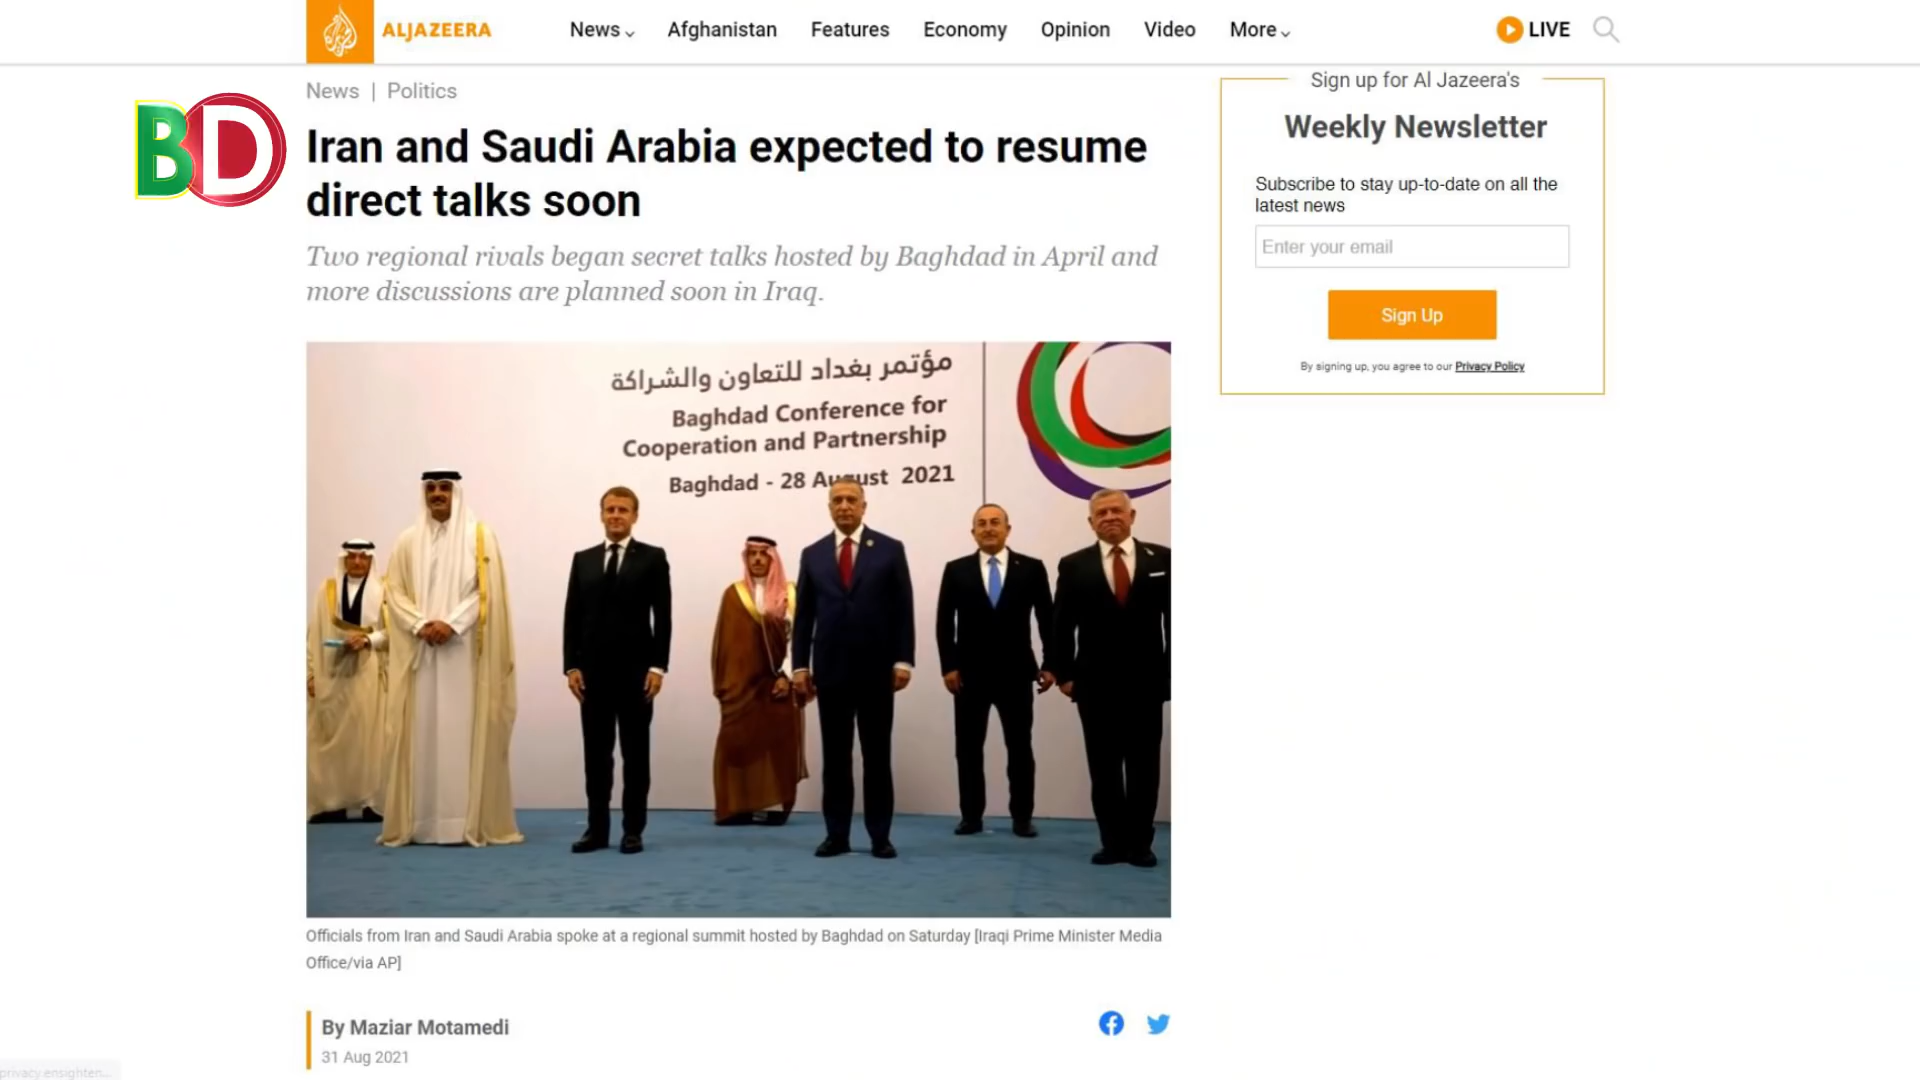 ALJAZEERA
News
Afghanistan
Features
Economy
Opinion
Video
More
LIVE
BD
News | Politics
Iran and Saudi Arabia expected to resume
direct talks soon
Two regional rivals began secret talks hosted by Baghdad in April and
more discussions are planned soon in Iraq.
مؤتمر بغداد للتعاون والشراكة
Baghdad Conference for
Cooperation and Partnership
Baghdad - 28 August 2021
Officials from Iran and Saudi Arabia spoke at a regional summit hosted by Baghdad on Saturday [Iraqi Prime Minister Media
Office/via AP]
By Maziar Motamedi
31 Aug 2021
Sign up for Al Jazeera's
Weekly Newsletter
Subscribe to stay up-to-date on all the
latest news
Enter your email
Sign Up
By signing up, you agree to our Privacy Policy
privacy.ensighten...